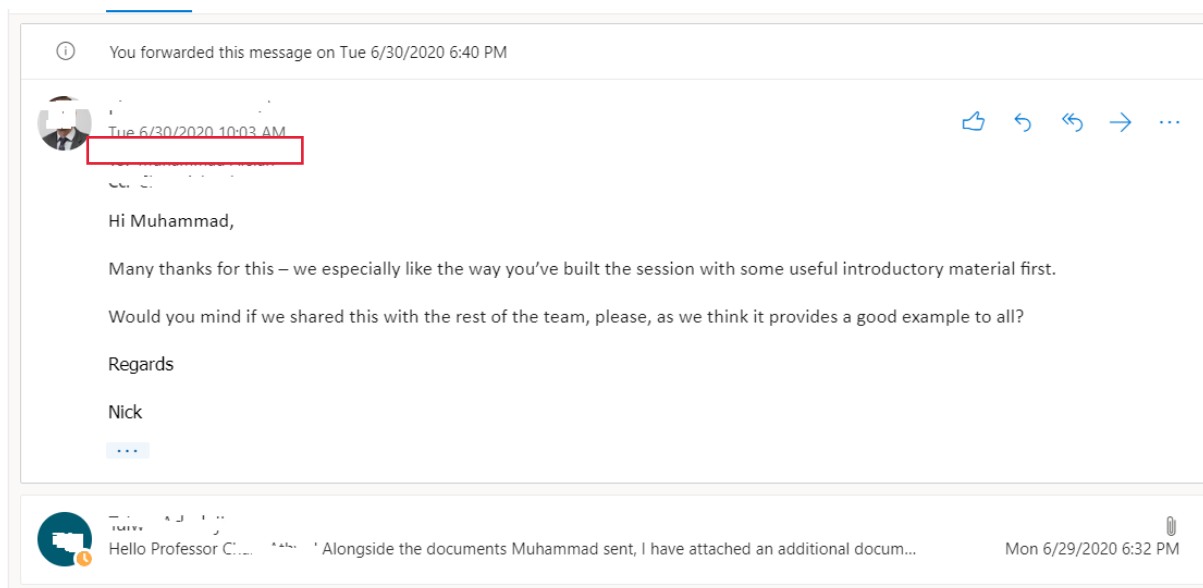 You forwarded this message on Tue 6/30/2020 6:40 PM
Tue 6/30/2020 10:03 AM
Hi Muhammad,
Many thanks for this – we especially like the way you've built the session with some useful introductory material first.
Would you mind if we shared this with the rest of the team, please, as we think it provides a good example to all?
Regards
Nick
Hello Professor Alongside the documents Muhammad sent, I have attached an additional docum...
Mon 6/29/2020 6:32 PM